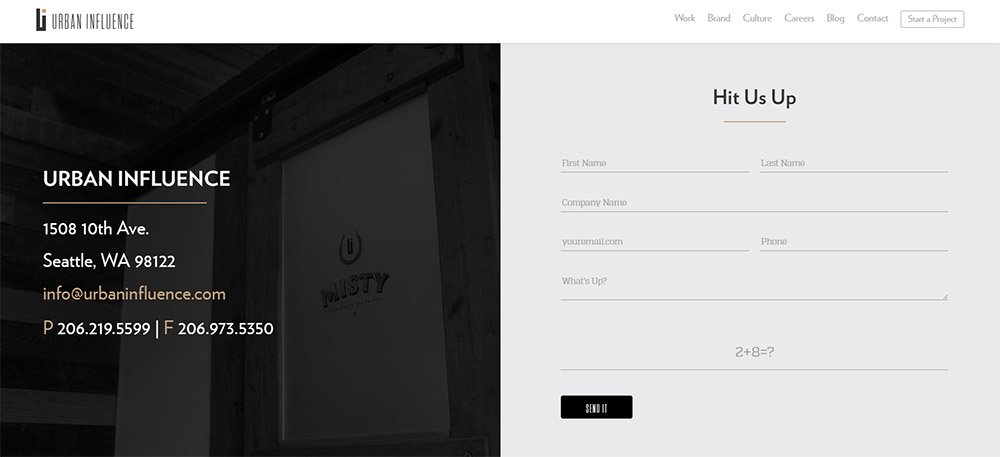 URBAN INFLUENCE
Work Brand Culture Careers Blog Contact Start a Project
URBAN INFLUENCE
1508 10th Ave.
Seattle, WA 98122
info@urbaninfluence.com
P 206.219.5599 | F 206.973.5350
MISTY
Hit Us Up
First Name Last Name
Company Name
youremail.com Phone
What's Up?
2+8=?
SEND IT